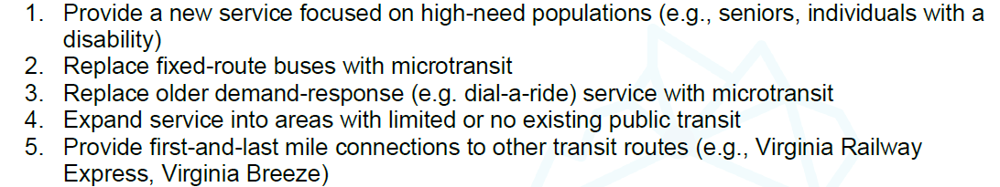 1. Provide a new service focused on high-need populations (e.g., seniors, individuals with a
disability)
2. Replace fixed-route buses with microtransit
3. Replace older demand-response (e.g. dial-a-ride) service with microtransit
4. Expand service into areas with limited or no existing public transit
5. Provide first-and-last mile connections to other transit routes (e.g., Virginia Railway
Express, Virginia Breeze)